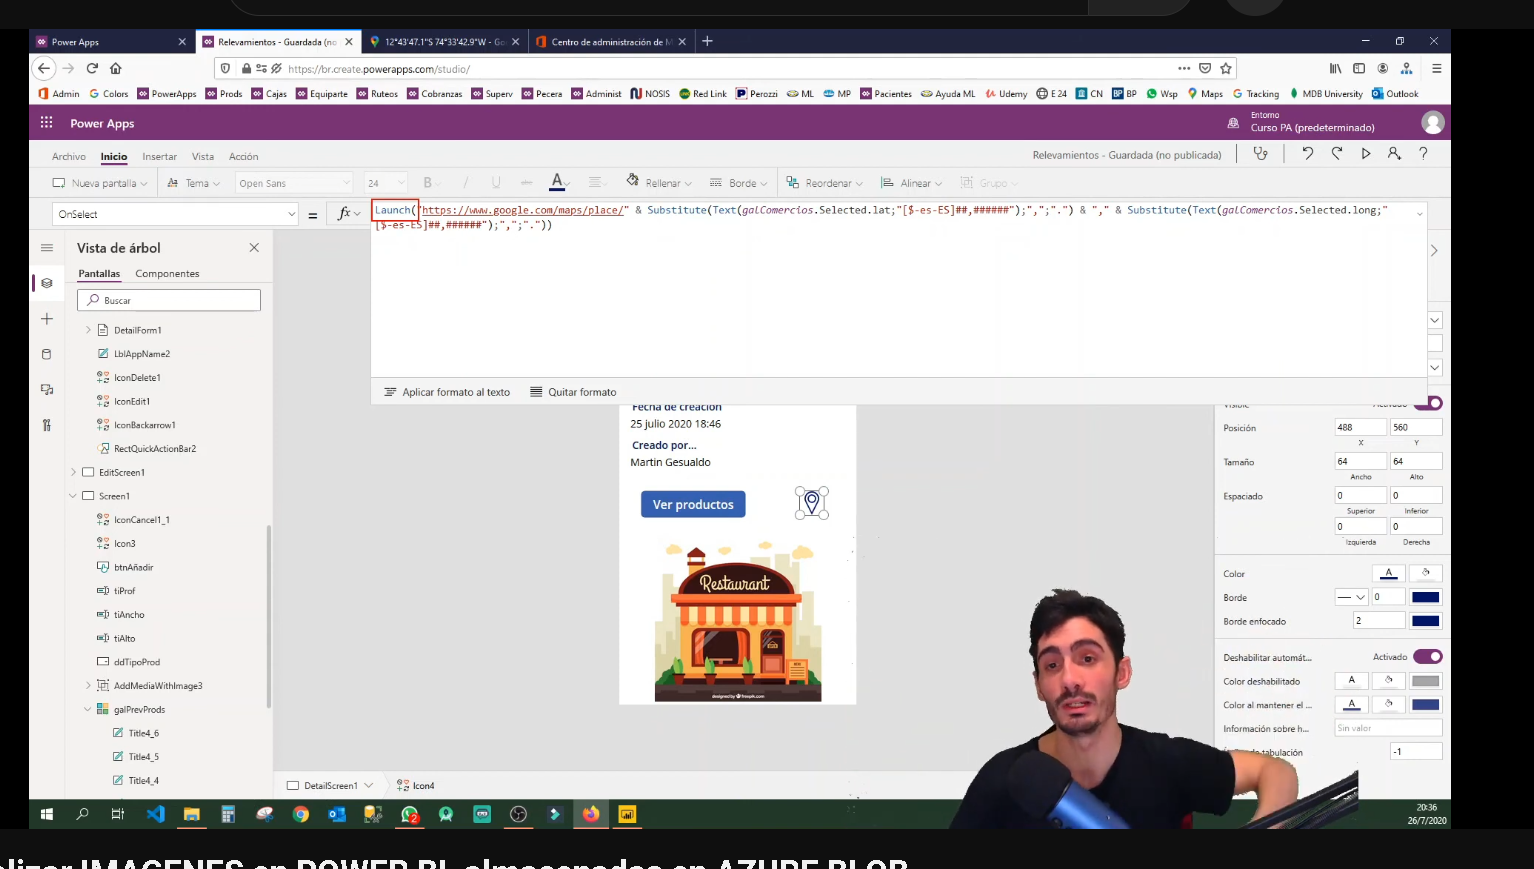 Power Apps
Relevamientos - Guardada (no
12°43'47.1"S 74°33'42.9"W - Go
Centro de administración de M
https://br.create.powerapps.com/studio/
Admin Colors PowerApps Prods Cajas Equiparte Ruteos Cobranzas Superv Pecera Administ NOSIS Red Link Perozzi ML MP Pacientes Ayuda ML Udemy E 24 CN BP Wsp Maps Tracking MDB University Outlook
Power Apps
Entorno
Curso PA (predeterminado)
Archivo Inicio Insertar Vista Acción
Relevamientos - Guardada (no publicada)
Nueva pantalla Tema Open Sans 24 B I U A Rellenar Borde Reordenar Alinear Grupo
OnSelect = fx
Launch("https://www.google.com/maps/place/" & Substitute(Text(galComercios.Selected.lat;"[$-es-ES]##,######");",";".") & "," & Substitute(Text(galComercios.Selected.long;"
[$-es-ES]##,######");",";"."))
Aplicar formato al texto Quitar formato
Vista de árbol
Pantallas Componentes
Buscar
DetailForm1
LblAppName2
IconDelete1
IconEdit1
IconBackarrow1
RectQuickActionBar2
EditScreen1
Screen1
IconCancel1_1
Icon3
btnAñadir
tiProf
tiAncho
tiAlto
ddTipoProd
AddMediaWithImage3
galPrevProds
Title4_6
Title4_5
Title4_4
Fecha de creación
25 julio 2020 18:46
Creado por...
Martin Gesualdo
Ver productos
Restaurant
designed by freepik.com
Visible Activado
Posición 488 560
X Y
Tamaño 64 64
Ancho Alto
Espaciado 0 0
Superior Inferior
0 0
Izquierda Derecha
Color A
Borde 0
Borde enfocado 2
Deshabilitar automát... Activado
Color deshabilitado A
Color al mantener el ... A
Información sobre h... Sin valor
tabulación -1
DetailScreen1 Icon4
2
20:36
26/7/2020
alizar IMAGENES en POWER BI, almacenadas en AZURE BLOB